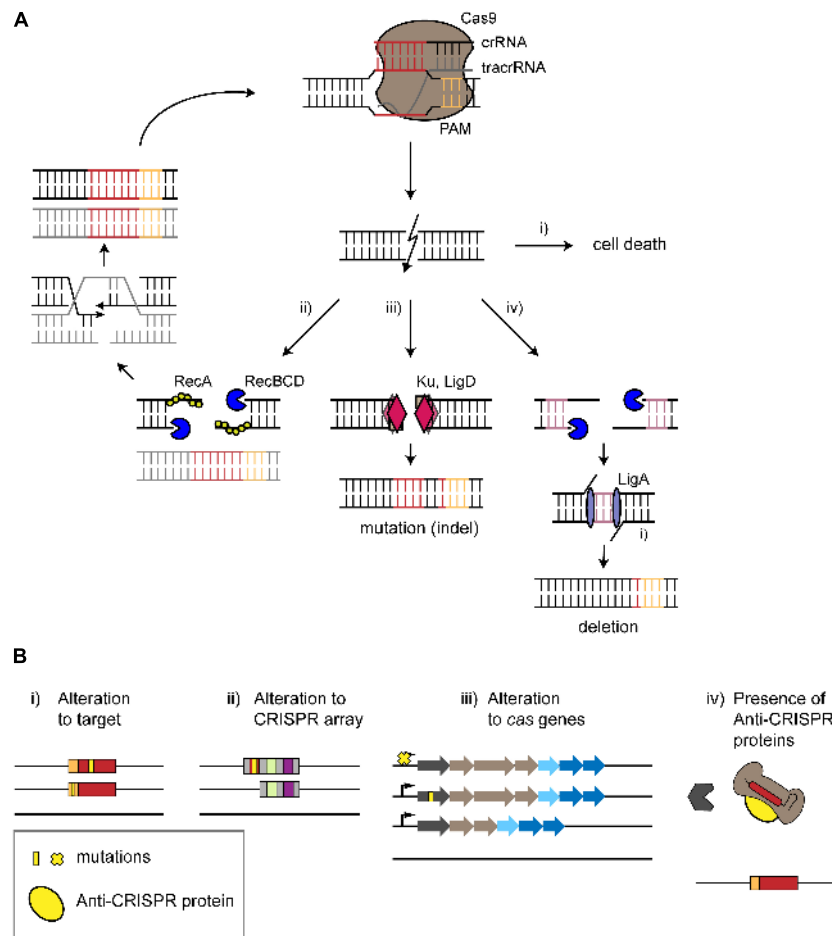 A
Cas9
crRNA
tracrRNA
PAM
i)
cell death
ii)
iii)
iv)
RecA
RecBCD
Ku, LigD
LigA
i)
mutation (indel)
deletion
B
i) Alteration
to target
ii) Alteration to
CRISPR array
iii) Alteration
to cas genes
iv) Presence of
Anti-CRISPR
proteins
mutations
Anti-CRISPR protein